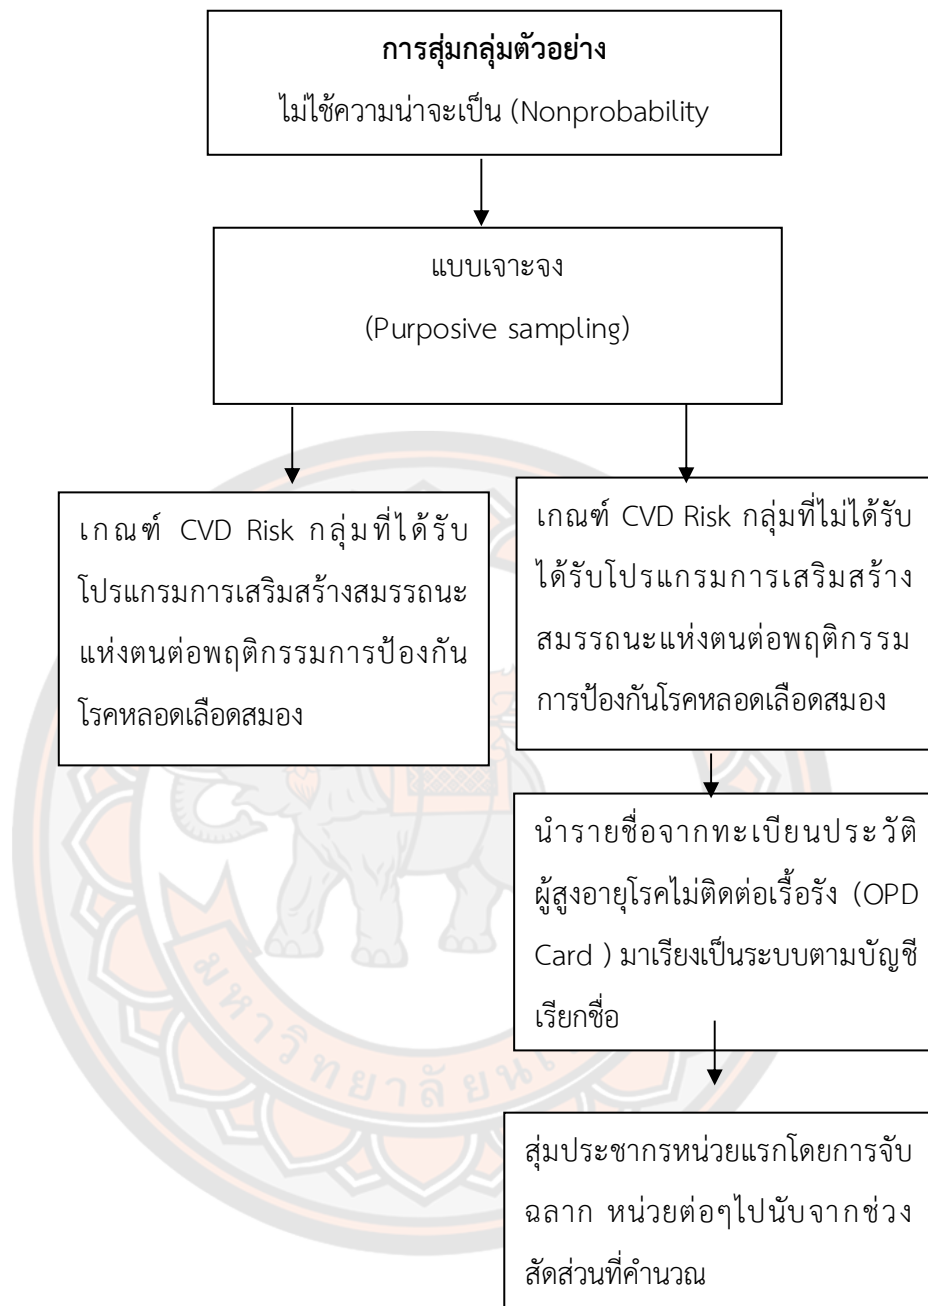 การสุ่มกลุ่มตัวอย่าง
ไม่ใช้ความน่าจะเป็น (Nonprobability
แบบเจาะจง
(Purposive sampling)
เกณฑ์ CVD Risk กลุ่มที่ได้รับ
โปรแกรมการเสริมสร้างสมรรถนะ
แห่งตนต่อพฤติกรรมการป้องกัน
โรคหลอดเลือดสมอง
เกณฑ์ CVD Risk กลุ่มที่ไม่ได้รับ
ได้รับโปรแกรมการเสริมสร้าง
สมรรถนะแห่งตนต่อพฤติกรรม
การป้องกันโรคหลอดเลือดสมอง
นำรายชื่อจากทะเบียนประวัติ
ผู้สูงอายุโรคไม่ติดต่อเรื้อรัง (OPD
Card ) มาเรียงเป็นระบบตามบัญชี
เรียกชื่อ
สุ่มประชากรหน่วยแรกโดยการจับ
ฉลาก หน่วยต่อๆไปนับจากช่วง
สัดส่วนที่คำนวณ
มหาวิทยาลัยน